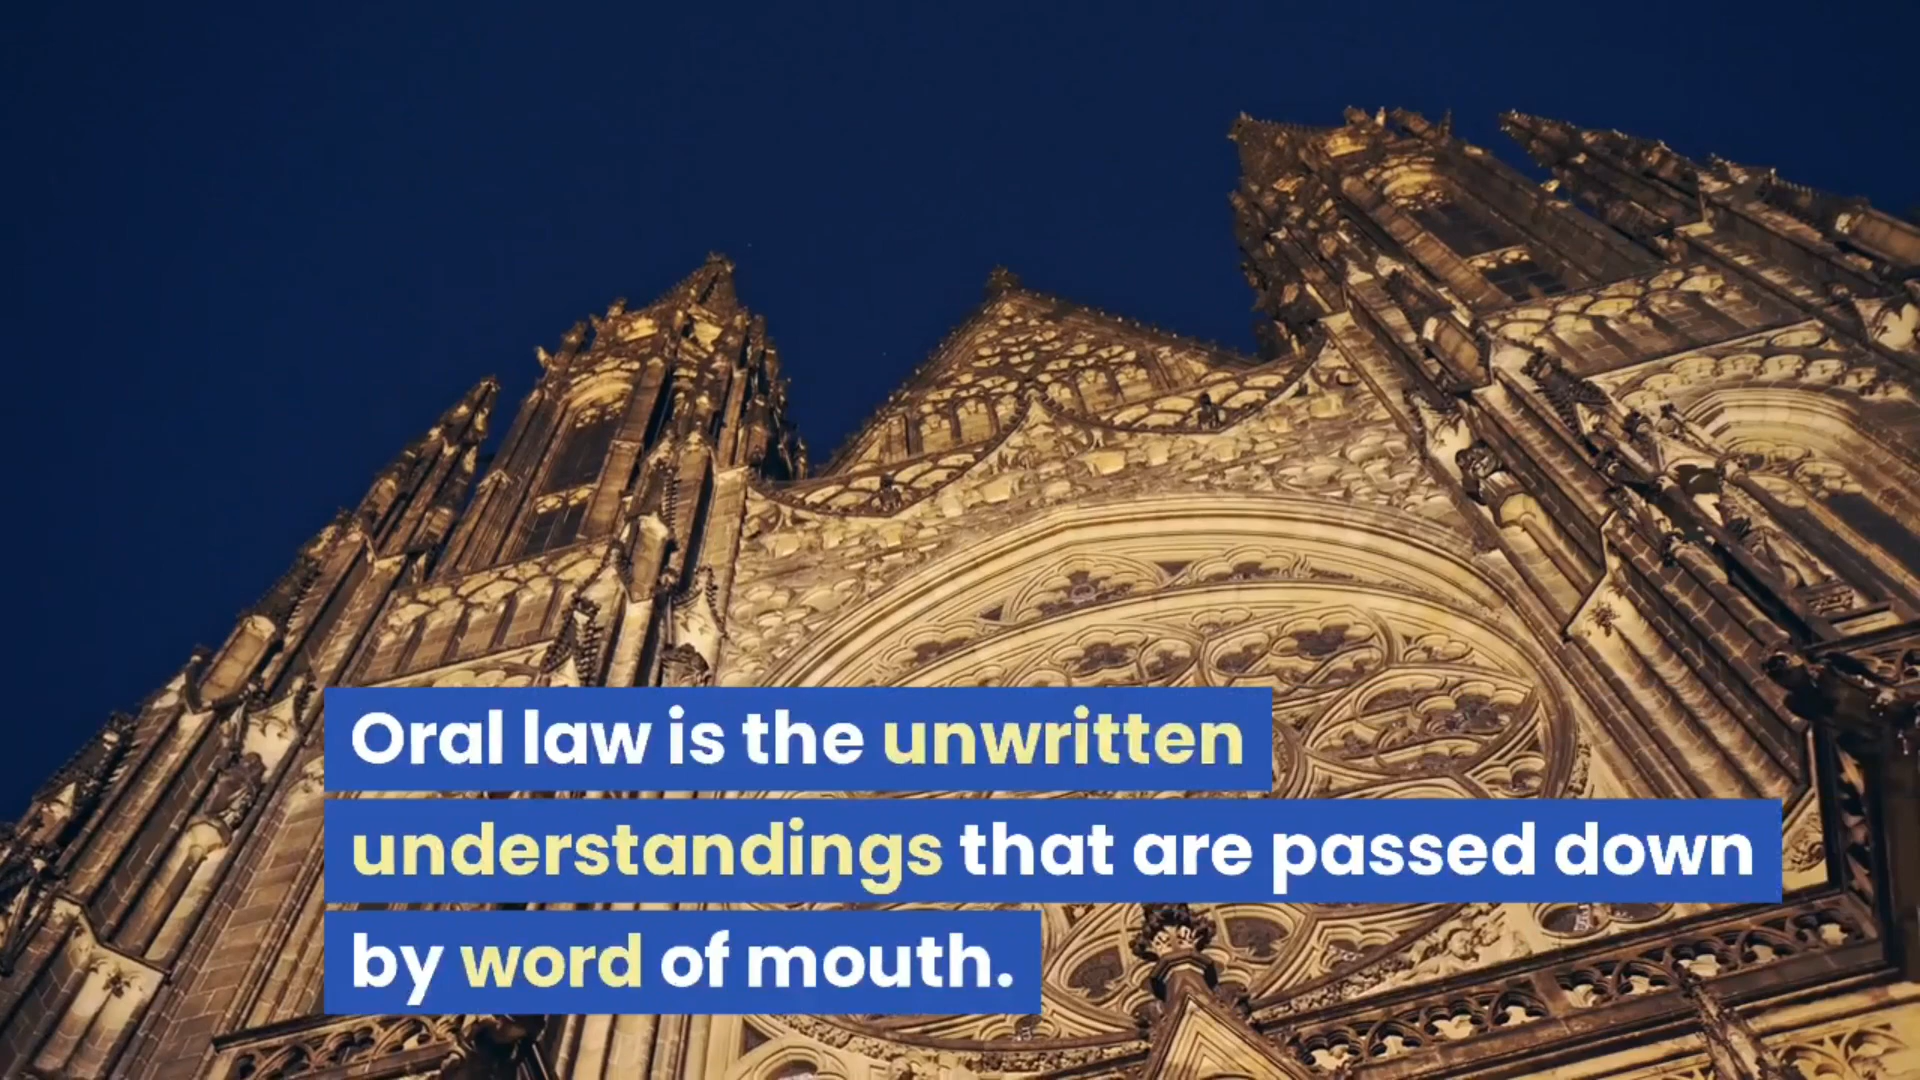 Oral law is the unwritten
understandings that are passed down
by word of mouth.